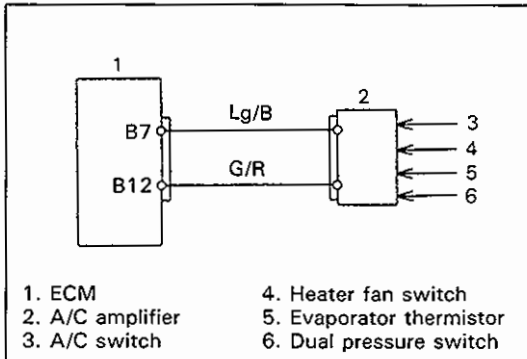 1
2
Lg/B
B7
3
4
G/R
5
B12
6
1. ECM
2. A/C amplifier
3. A/C switch
4. Heater fan switch
5. Evaporator thermistor
6. Dual pressure switch